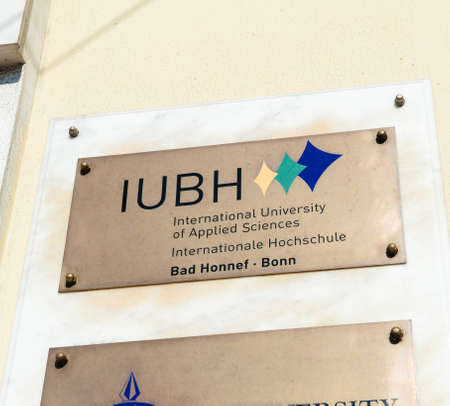 IUBH
International University
of Applied Sciences
Internationale Hochschule
Bad Honnef · Bonn